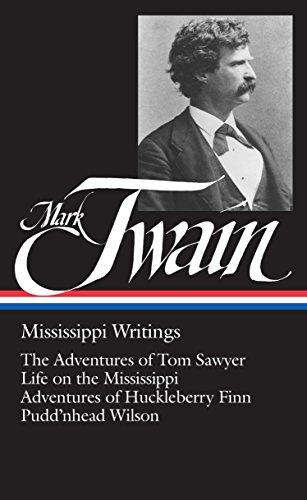 Mark
Twain
Mississippi Writings
The Adventures of Tom Sawyer
Life on the Mississippi
Adventures of Huckleberry Finn
Pudd'nhead Wilson